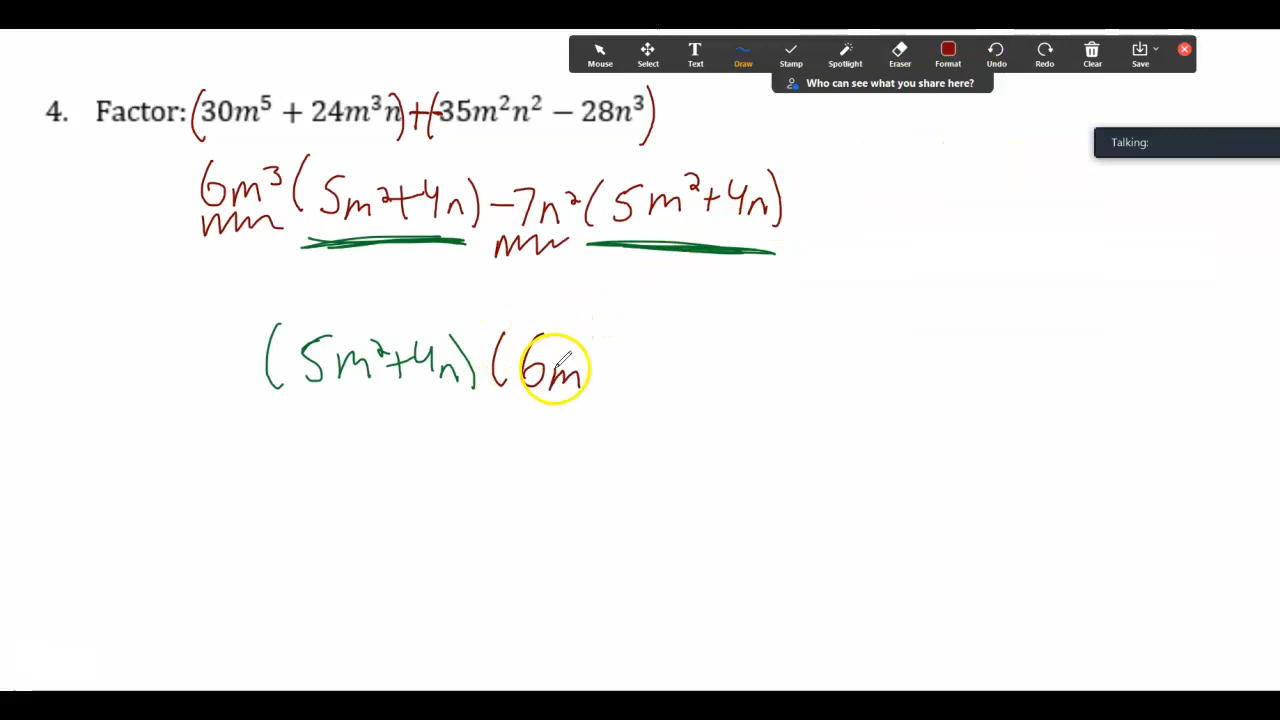 Mouse Select Text Draw Stamp Spotlight Eraser Format Undo Redo Clear Save
Who can see what you share here?
Talking:
4. Factor: (30m⁵ + 24m³n) + (-35m²n² − 28n³)
6m³ ( 5m²+4n) -7n² ( 5m²+4n)
( 5m²+4n) ( 6m